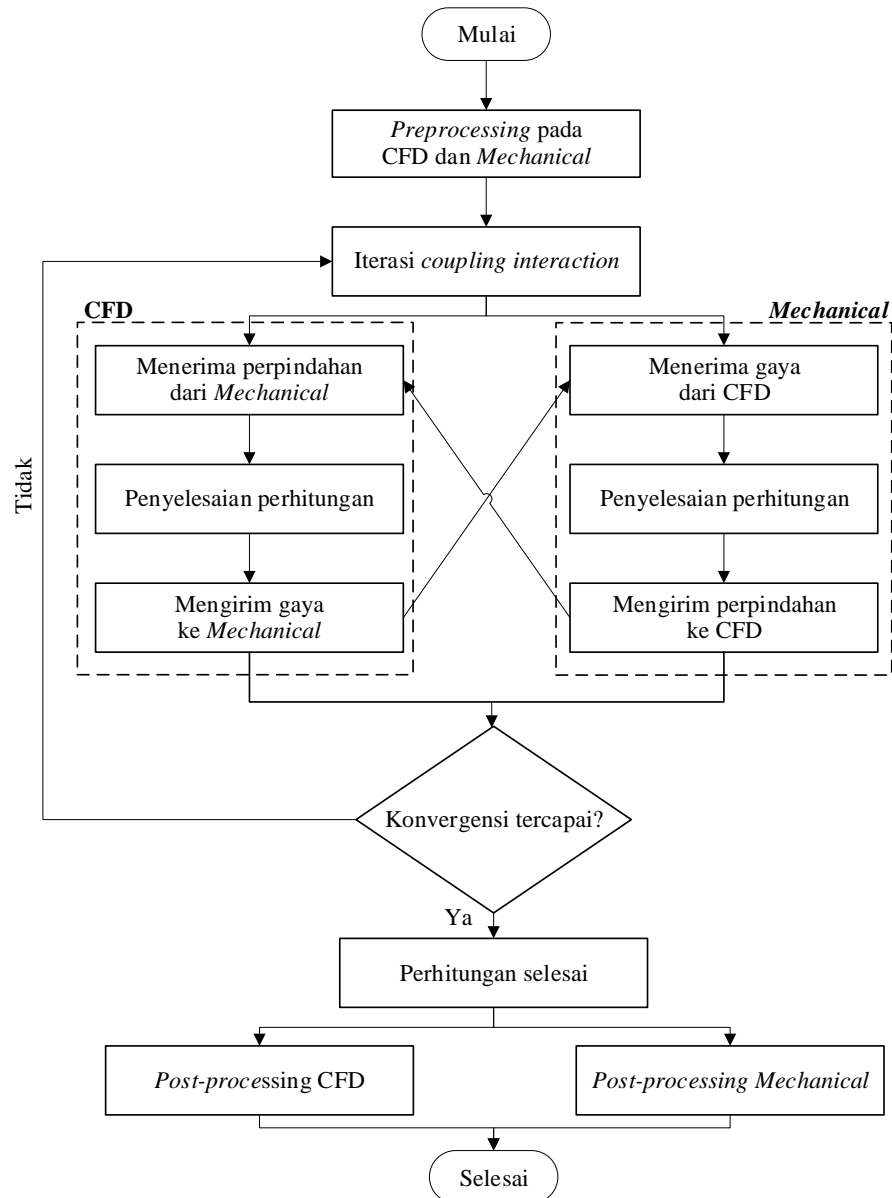 Mulai
Preprocessing pada
CFD dan Mechanical
Iterasi coupling interaction
CFD
Mechanical
Menerima perpindahan
dari Mechanical
Menerima gaya
dari CFD
Tidak
Penyelesaian perhitungan
Penyelesaian perhitungan
Mengirim gaya
ke Mechanical
Mengirim perpindahan
ke CFD
Konvergensi tercapai?
Ya
Perhitungan selesai
Post-processing CFD
Post-processing Mechanical
Selesai